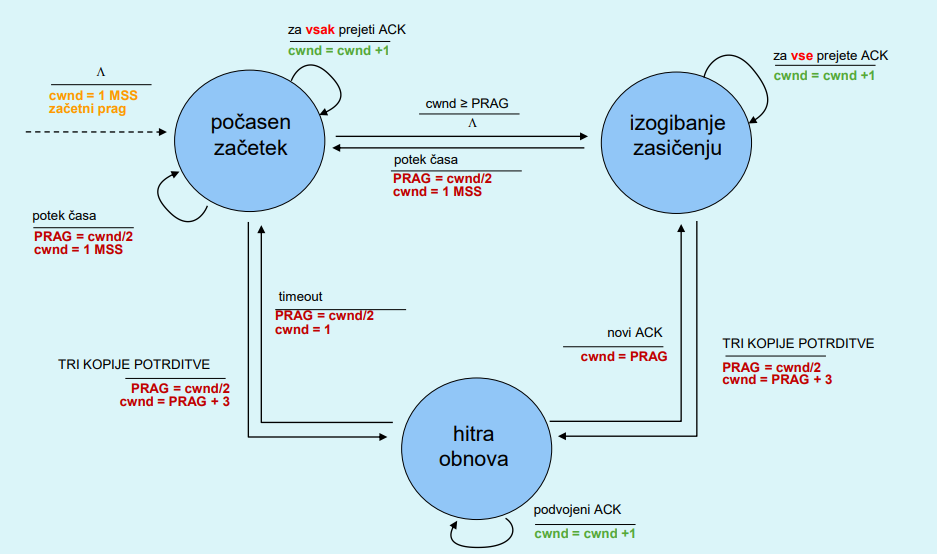 za vsak prejeti ACK
cwnd = cwnd +1
Λ
cwnd = 1 MSS
začetni prag
počasen
začetek
cwnd ≥ PRAG
Λ
potek časa
PRAG = cwnd/2
cwnd = 1 MSS
izogibanje
zasičenju
za vse prejete ACK
cwnd = cwnd +1
potek časa
PRAG = cwnd/2
cwnd = 1 MSS
timeout
PRAG = cwnd/2
cwnd = 1
TRI KOPIJE POTRDITVE
PRAG = cwnd/2
cwnd = PRAG + 3
novi ACK
cwnd = PRAG
TRI KOPIJE POTRDITVE
PRAG = cwnd/2
cwnd = PRAG + 3
hitra
obnova
podvojeni ACK
cwnd = cwnd +1